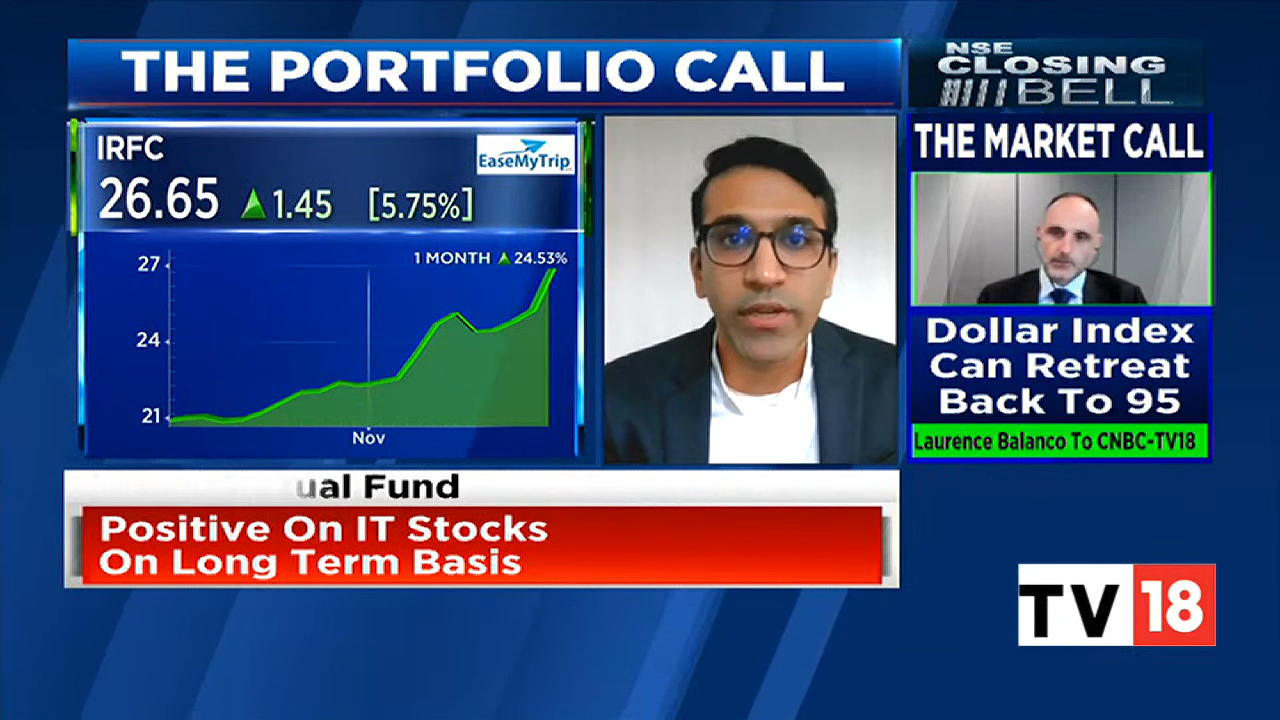 THE PORTFOLIO CALL
NSE
CLOSING
BELL
IRFC
EaseMyTrip
26.65 ▲ 1.45 [5.75%]
1 MONTH ▲ 24.53%
27
24
21
Nov
THE MARKET CALL
Dollar Index
Can Retreat
Back To 95
Laurence Balanco To CNBC-TV18
ual Fund
Positive On IT Stocks
On Long Term Basis
TV18